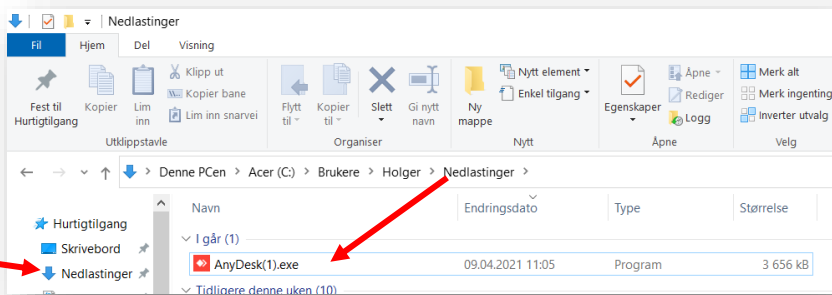 Nedlastinger
Fil Hjem Del Visning
Fest til Hurtigtilgang
Kopier
Lim inn
Klipp ut
Kopier bane
Lim inn snarvei
Utklippstavle
Flytt til
Kopier til
Slett
Gi nytt navn
Organiser
Ny mappe
Nytt element
Enkel tilgang
Nytt
Egenskaper
Åpne
Rediger
Logg
Åpne
Merk alt
Merk ingenting
Inverter utvalg
Velg
Denne PCen > Acer (C:) > Brukere > Holger > Nedlastinger >
Navn Endringsdato Type Størrelse
Hurtigtilgang
Skrivebord
Nedlastinger
I går (1)
AnyDesk(1).exe 09.04.2021 11:05 Program 3 656 kB
Tidligere denne uken (10)